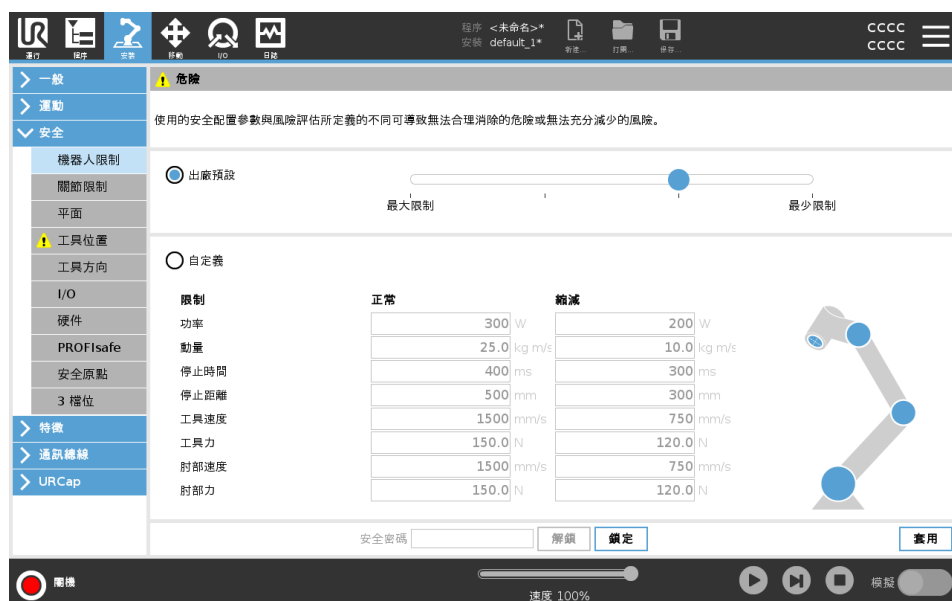 程序 <未命名>*
安裝 default_1*
CCCC
CCCC
運行 程序 安裝 移動 I/O 日誌 新建... 打開... 保存...
一般
運動
安全
機器人限制
關節限制
平面
工具位置
工具方向
I/O
硬件
PROFIsafe
安全原點
3 檔位
特徵
通訊總線
URCap
危險
使用的安全配置參數與風險評估所定義的不同可導致無法合理消除的危險或無法充分減少的風險。
出廠預設
最大限制 最少限制
自定義
限制 正常 縮減
功率 300 W 200 W
動量 25.0 kg m/s 10.0 kg m/s
停止時間 400 ms 300 ms
停止距離 500 mm 300 mm
工具速度 1500 mm/s 750 mm/s
工具力 150.0 N 120.0 N
肘部速度 1500 mm/s 750 mm/s
肘部力 150.0 N 120.0 N
安全密碼 解鎖 鎖定 套用
關機
速度 100%
模擬